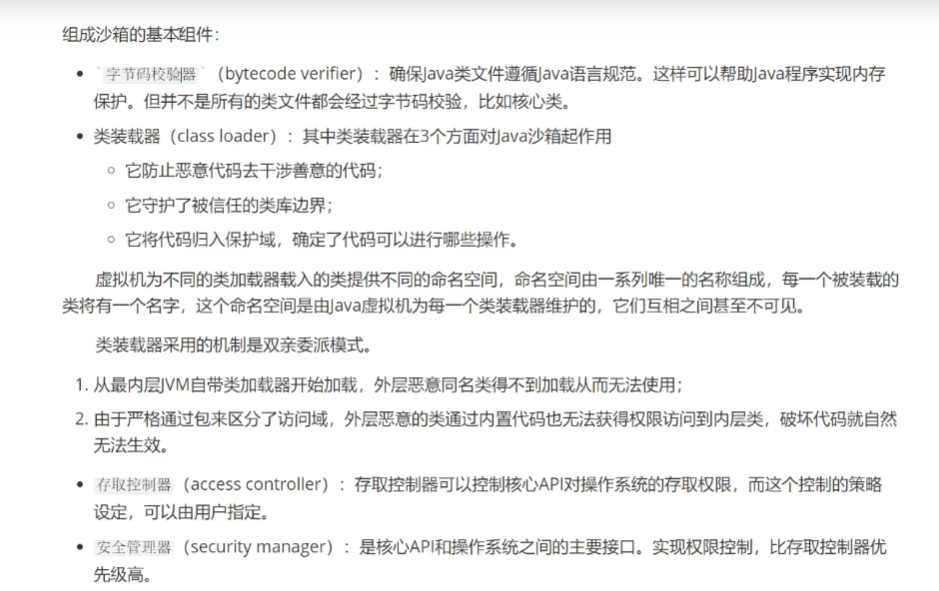 组成沙箱的基本组件：
• `字节码校验器`（bytecode verifier）：确保Java类文件遵循Java语言规范。这样可以帮助Java程序实现内存
保护。但并不是所有的类文件都会经过字节码校验，比如核心类。
• 类装载器（class loader）：其中类装载器在3个方面对Java沙箱起作用
◦ 它防止恶意代码去干涉善意的代码；
◦ 它守护了被信任的类库边界；
◦ 它将代码归入保护域，确定了代码可以进行哪些操作。
虚拟机为不同的类加载器载入的类提供不同的命名空间，命名空间由一系列唯一的名称组成，每一个被装载的
类将有一个名字，这个命名空间是由Java虚拟机为每一个类装载器维护的，它们互相之间甚至不可见。
类装载器采用的机制是双亲委派模式。
1. 从最内层JVM自带类加载器开始加载，外层恶意同名类得不到加载从而无法使用；
2. 由于严格通过包来区分了访问域，外层恶意的类通过内置代码也无法获得权限访问到内层类，破坏代码就自然
无法生效。
• 存取控制器（access controller）：存取控制器可以控制核心API对操作系统的存取权限，而这个控制的策略
设定，可以由用户指定。
• 安全管理器（security manager）：是核心API和操作系统之间的主要接口。实现权限控制，比存取控制器优
先级高。